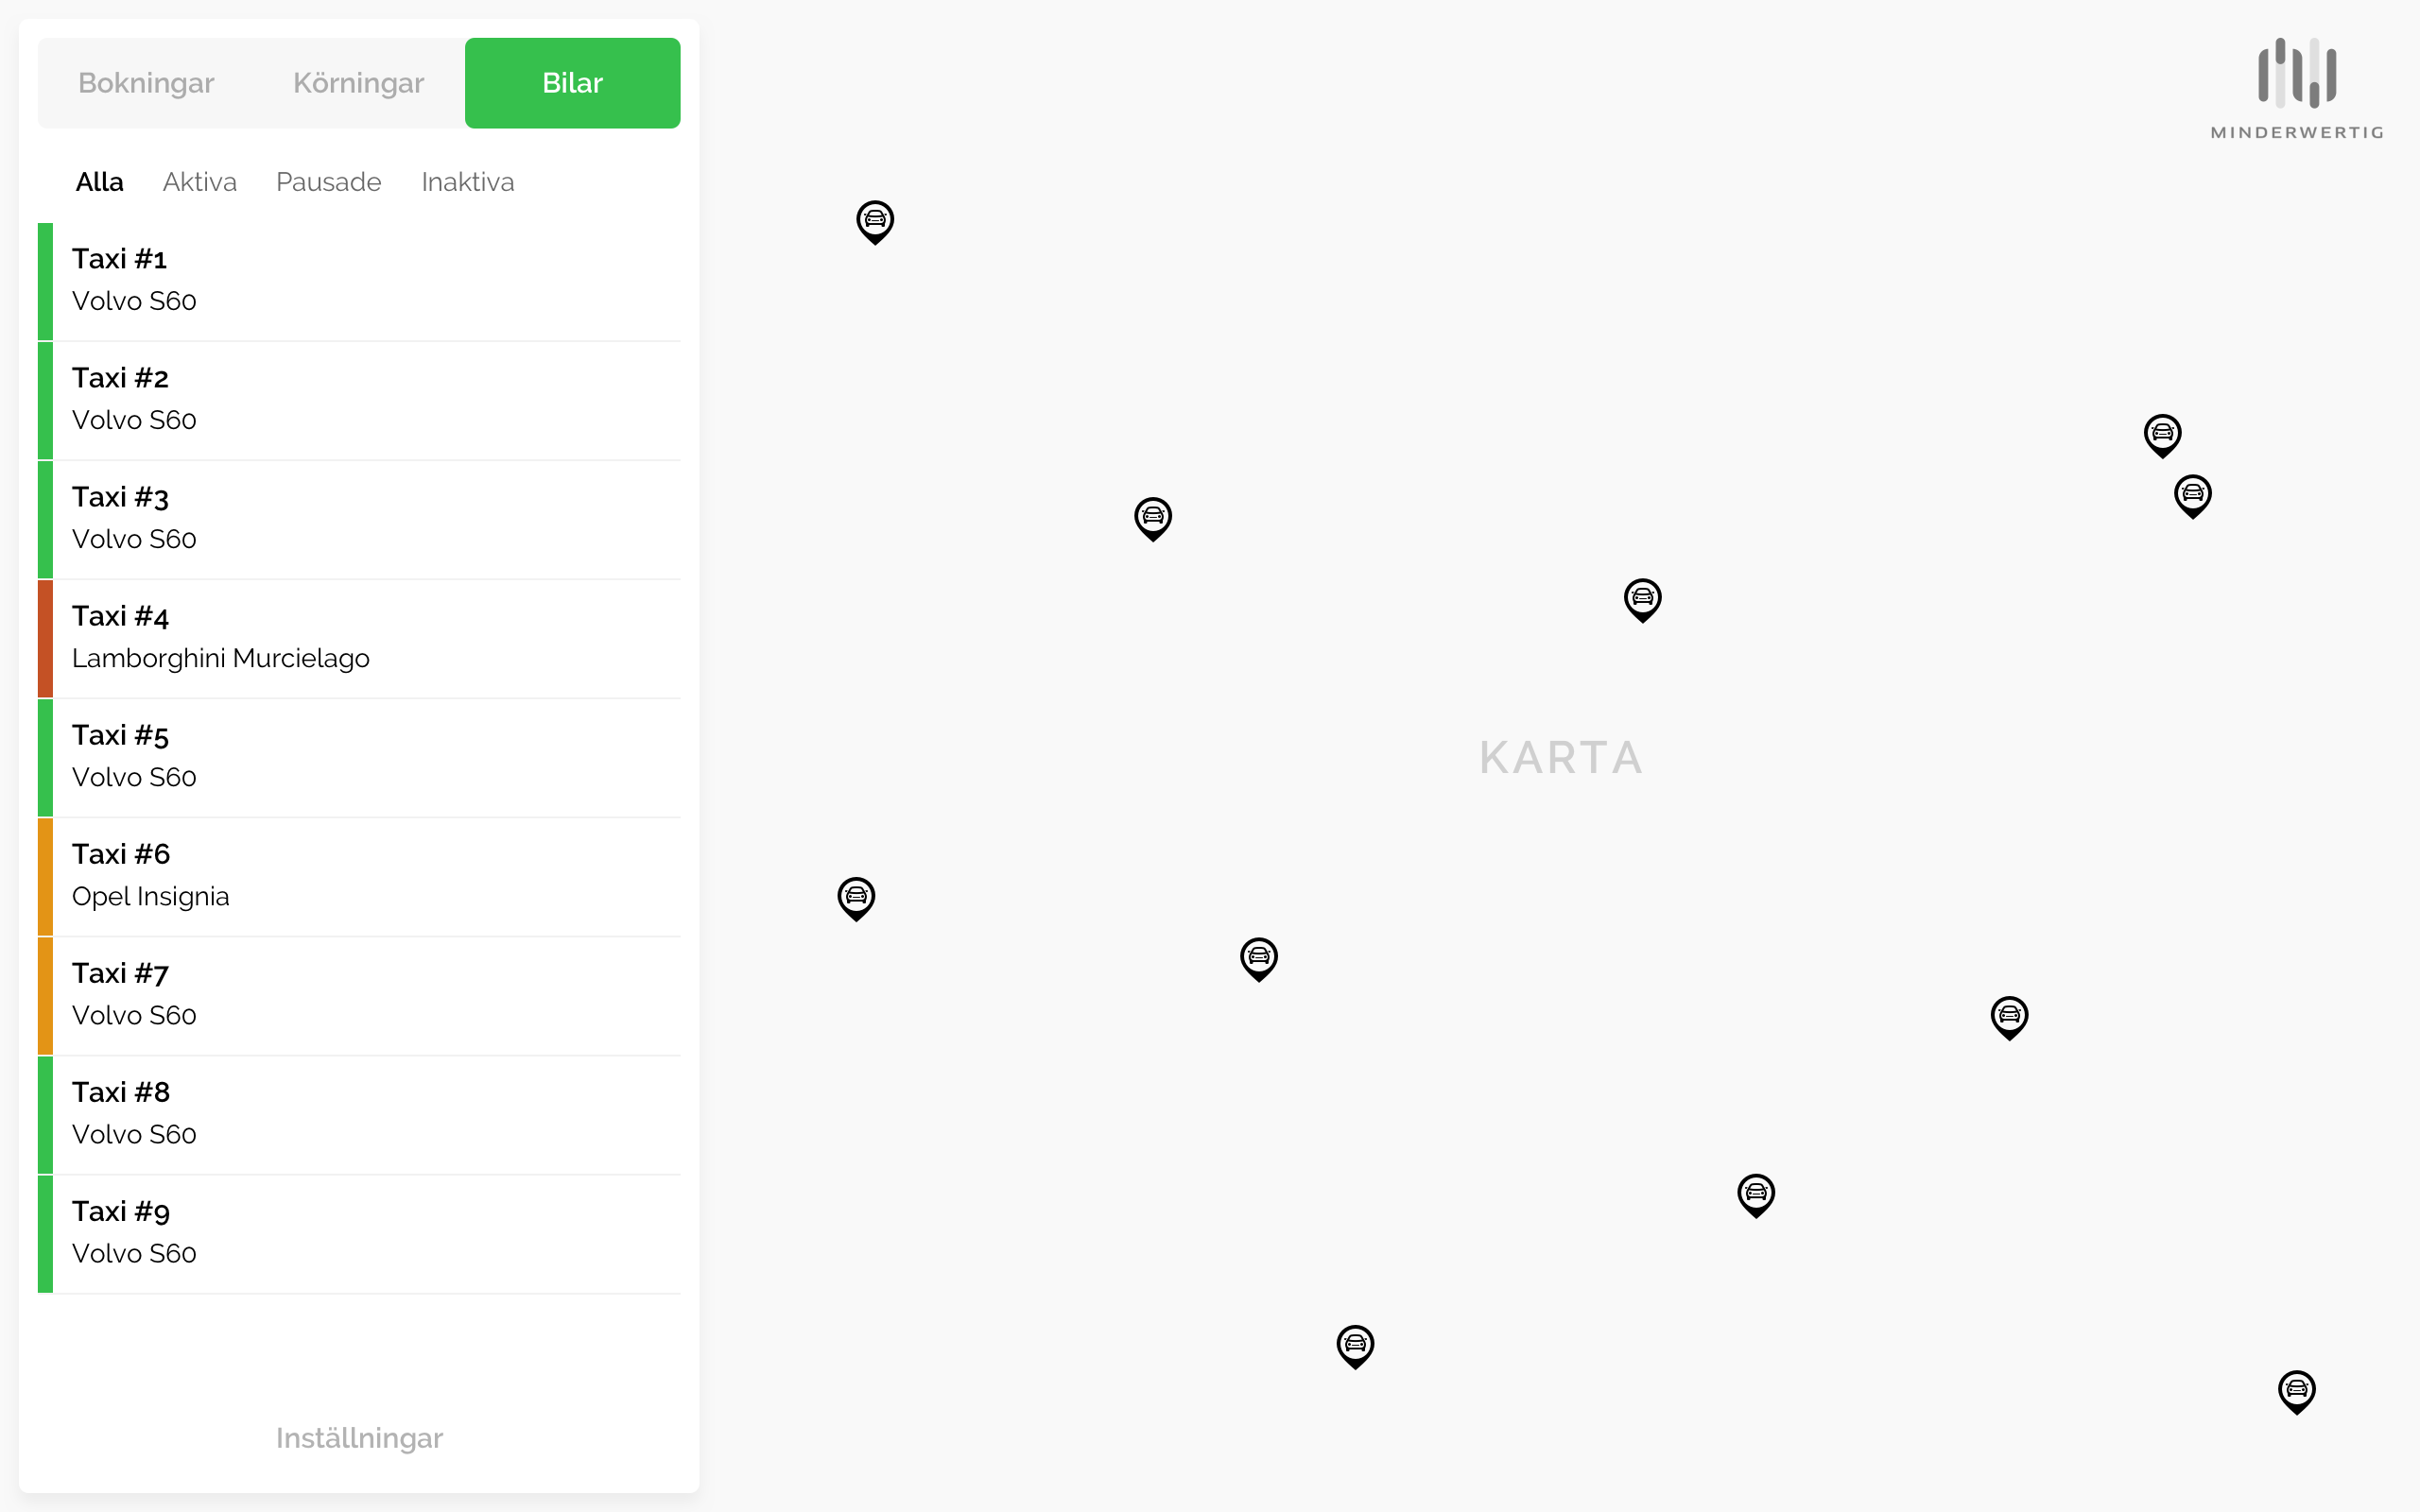 Bokningar Körningar Bilar
MINDERWERTIG
Alla Aktiva Pausade Inaktiva
Taxi #1
Volvo S60
Taxi #2
Volvo S60
Taxi #3
Volvo S60
Taxi #4
Lamborghini Murcielago
Taxi #5
Volvo S60
Taxi #6
Opel Insignia
Taxi #7
Volvo S60
Taxi #8
Volvo S60
Taxi #9
Volvo S60
Inställningar
KARTA